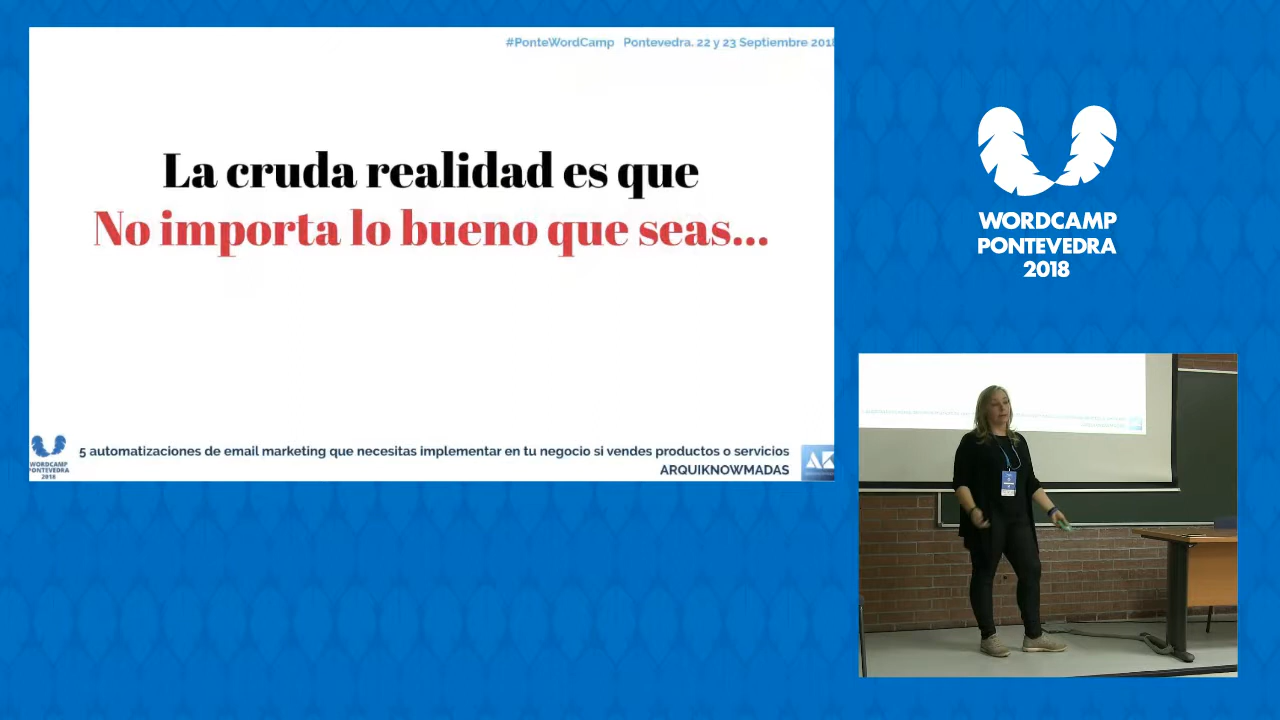 #PonteWordCamp Pontevedra. 22 y 23 Septiembre 2018
La cruda realidad es que
No importa lo bueno que seas...
WORDCAMP
PONTEVEDRA
2018
5 automatizaciones de email marketing que necesitas implementar en tu negocio si vendes productos o servicios
ARQUIKNOWMADAS
AK
WORDCAMP
PONTEVEDRA
2018